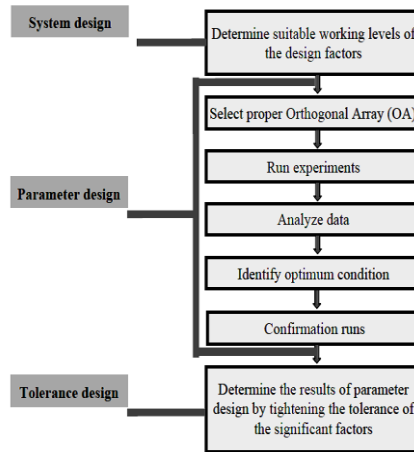 System design
Determine suitable working levels of
the design factors
Select proper Orthogonal Array (OA)
Run experiments
Parameter design
Analyze data
Identify optimum condition
Confirmation runs
Tolerance design
Determine the results of parameter
design by tightening the tolerance of
the significant factors